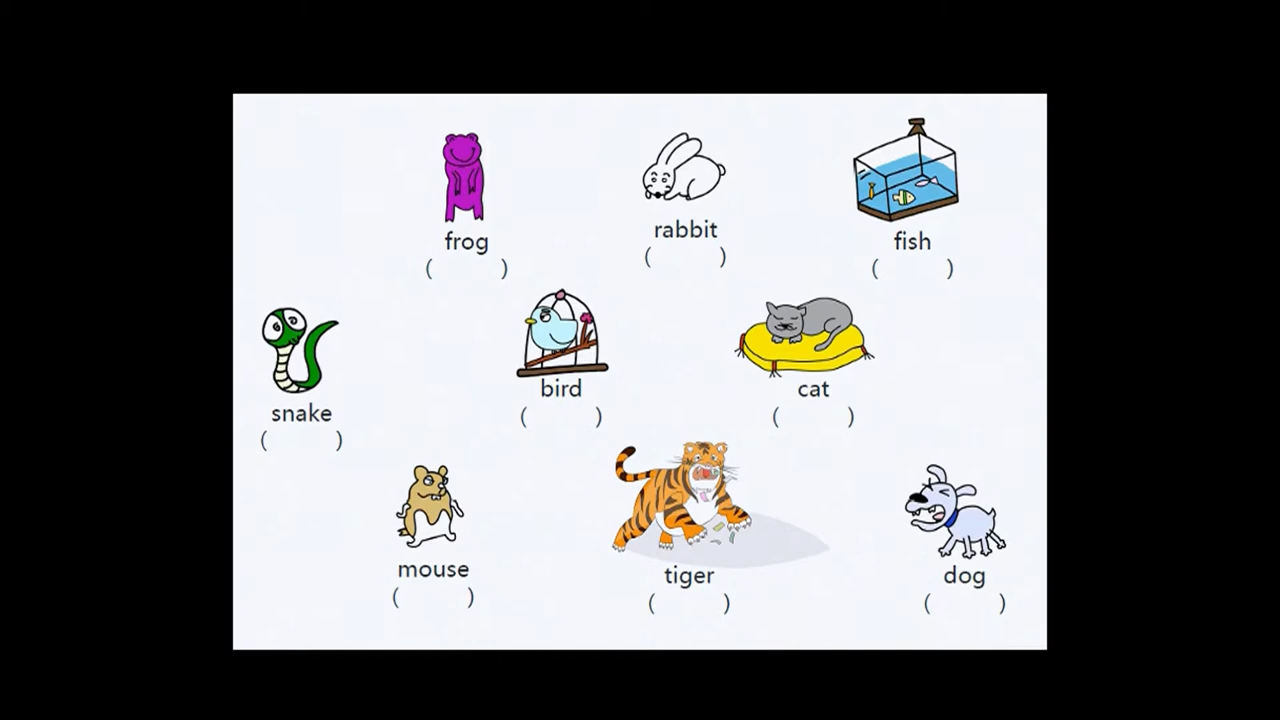 frog
(      )
rabbit
(      )
fish
(      )
snake
(      )
bird
(      )
cat
(      )
mouse
(      )
tiger
(      )
dog
(      )